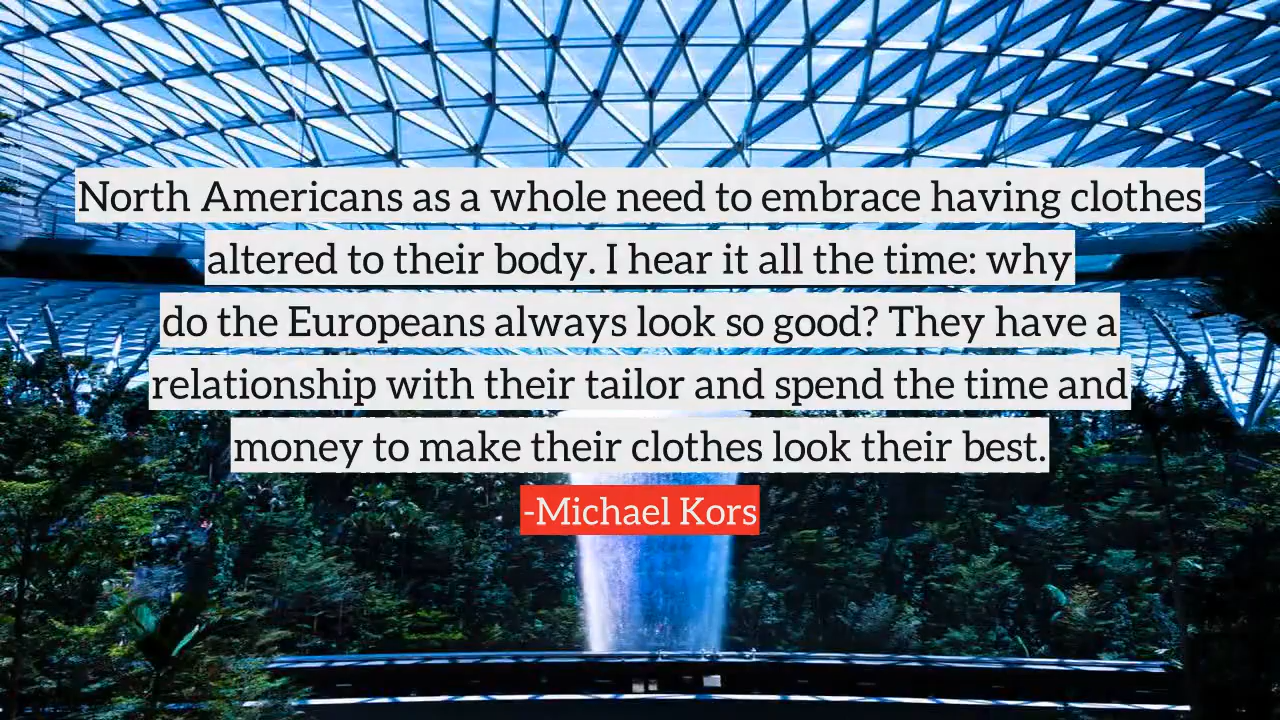 North Americans as a whole need to embrace having clothes
altered to their body. I hear it all the time: why
do the Europeans always look so good? They have a
relationship with their tailor and spend the time and
money to make their clothes look their best.
-Michael Kors